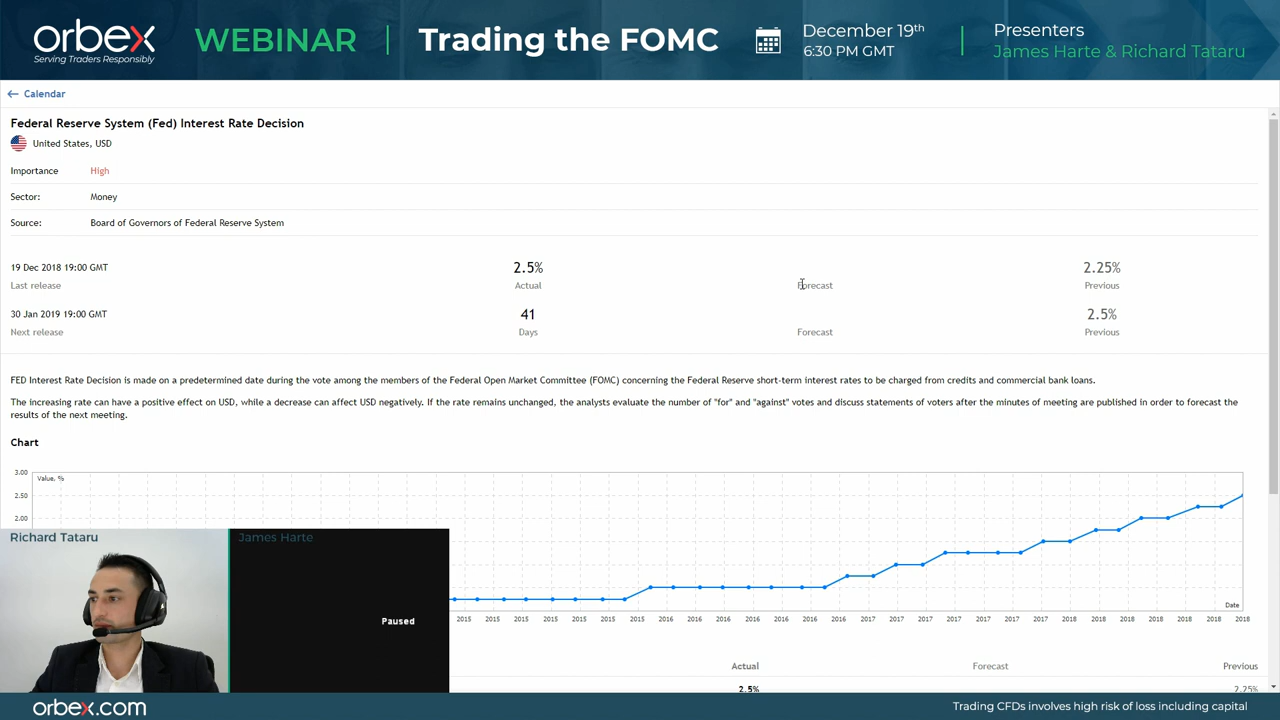 orbex
Serving Traders Responsibly
WEBINAR
Trading the FOMC
December 19th
6:30 PM GMT
Presenters
James Harte & Richard Tataru
Calendar
Federal Reserve System (Fed) Interest Rate Decision
United States, USD
Importance High
Sector: Money
Source: Board of Governors of Federal Reserve System
19 Dec 2018 19:00 GMT 2.5% 2.25%
Last release Actual Forecast Previous
30 Jan 2019 19:00 GMT 41 2.5%
Next release Days Forecast Previous
FED Interest Rate Decision is made on a predetermined date during the vote among the members of the Federal Open Market Committee (FOMC) concerning the Federal Reserve short-term interest rates to be charged from credits and commercial bank loans.
The increasing rate can have a positive effect on USD, while a decrease can affect USD negatively. If the rate remains unchanged, the analysts evaluate the number of "for" and "against" votes and discuss statements of voters after the minutes of meeting are published in order to forecast the
results of the next meeting.
Chart
3.00
Value, %
2.50
2.00
Richard Tataru
James Harte
Paused
Date
2015 2015 2015 2015 2015 2015 2015 2016 2016 2016 2016 2016 2016 2016 2017 2017 2017 2017 2017 2017 2017 2018 2018 2018 2018 2018 2018 2018
Actual Forecast Previous
2.5% 2.25%
orbex.com
Trading CFDs involves high risk of loss including capital